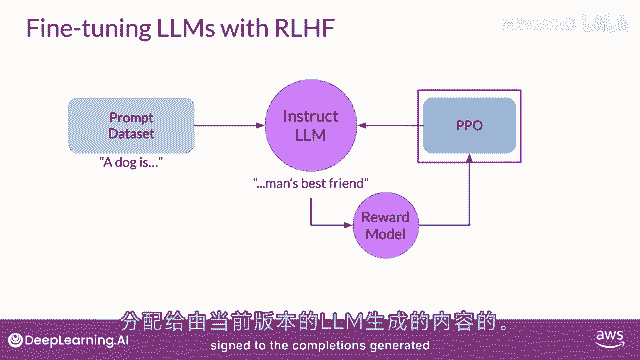 Fine-tuning LLMs with RLHF
Prompt
Dataset
"A dog is..."
Instruct
LLM
"...man's best friend"
Reward
Model
PPO
分配给由当前版本的LLM生成的内容的。
signed to the completions generated
DeepLearning.AI
aws